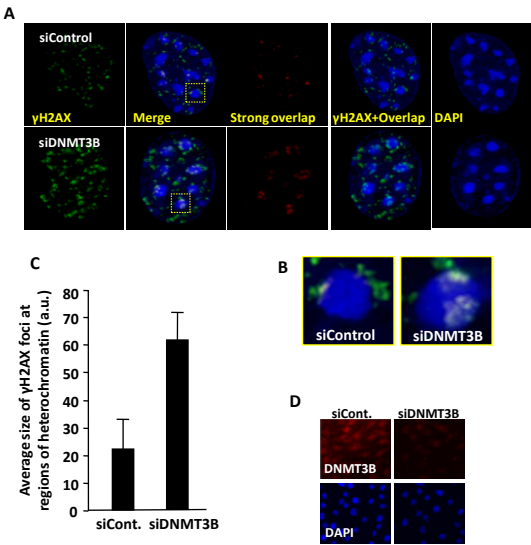 A
siControl
γH2AX
Merge
Strong overlap
γH2AX+Overlap
DAPI
siDNMT3B
C
Average size of γH2AX foci at
regions of heterochromatin (a.u.)
80
70
60
50
40
30
20
10
0
siCont.
siDNMT3B
B
siControl
siDNMT3B
D
siCont.
siDNMT3B
DNMT3B
DAPI